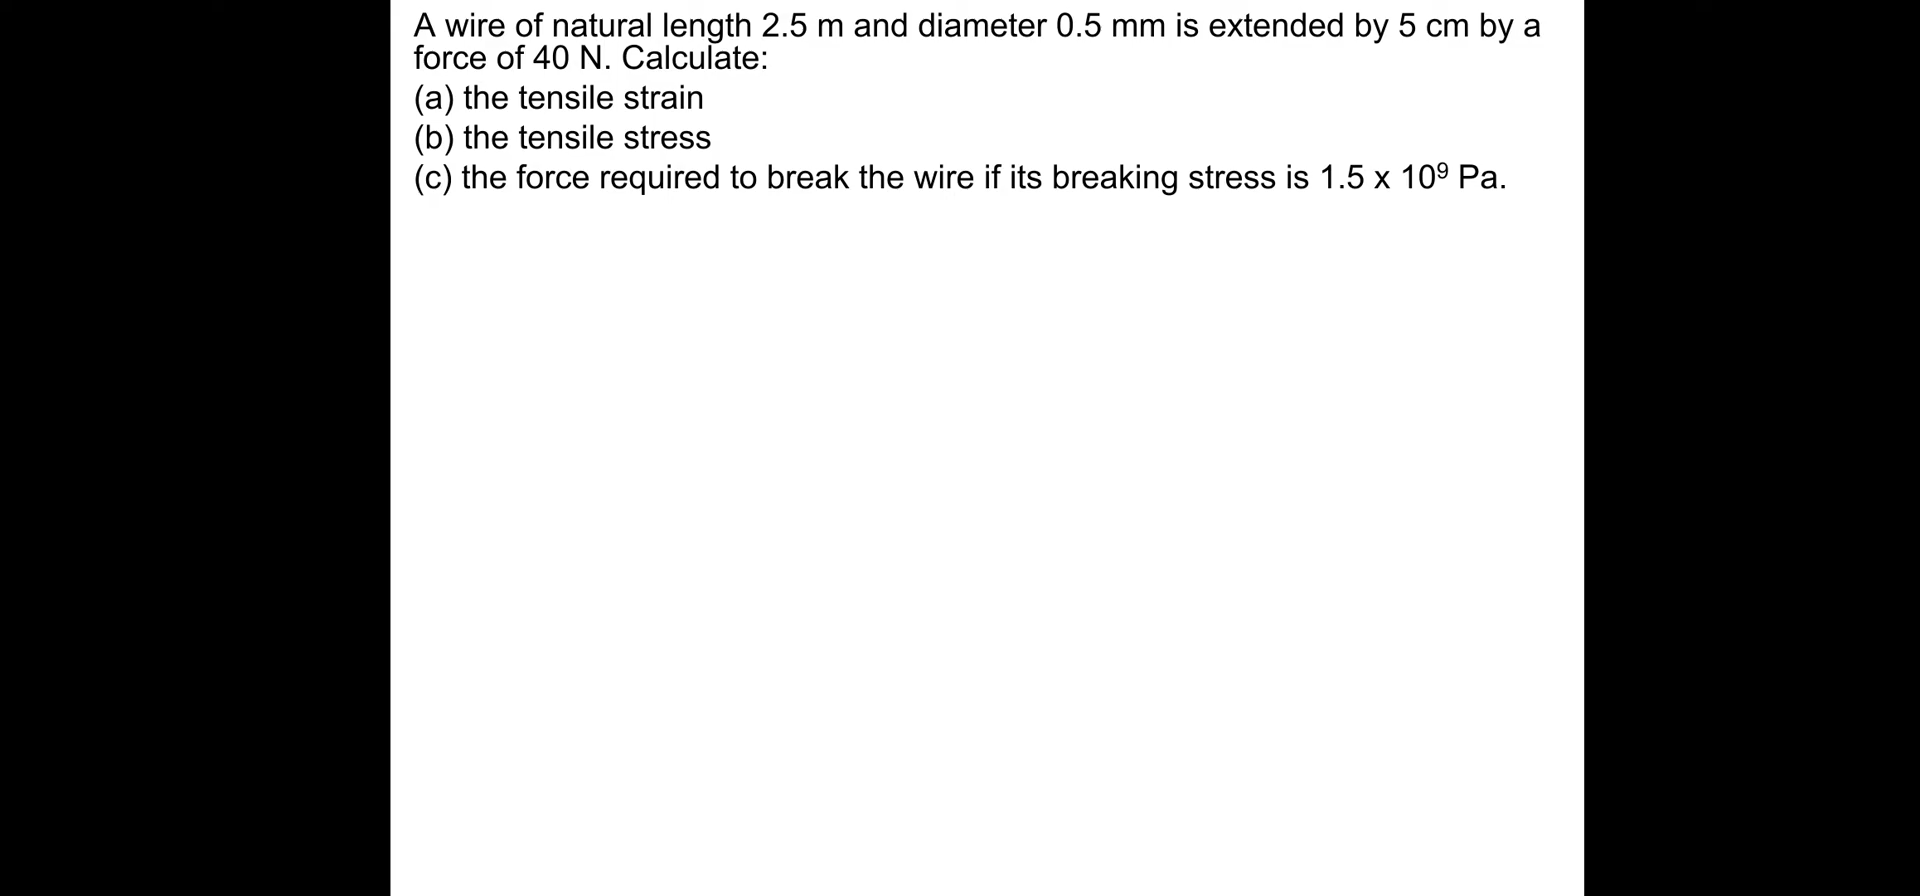 A wire of natural length 2.5 m and diameter 0.5 mm is extended by 5 cm by a
force of 40 N. Calculate:
(a) the tensile strain
(b) the tensile stress
(c) the force required to break the wire if its breaking stress is 1.5 x 10⁹ Pa.